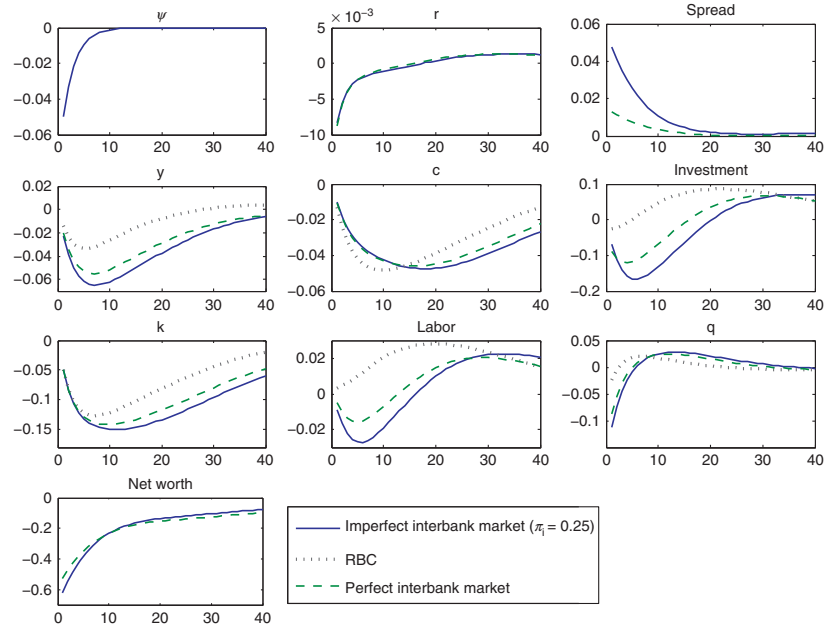 ψ
0
−0.02
−0.04
−0.06
0 10 20 30 40
r
× 10⁻³
5
0
−5
−10
0 10 20 30 40
Spread
0.06
0.04
0.02
0
0 10 20 30 40
y
0.02
0
−0.02
−0.04
−0.06
0 10 20 30 40
c
0
−0.02
−0.04
−0.06
0 10 20 30 40
Investment
0.1
0
−0.1
−0.2
0 10 20 30 40
k
0
−0.05
−0.1
−0.15
0 10 20 30 40
Labor
0.02
0
−0.02
0 10 20 30 40
q
0.05
0
−0.05
−0.1
0 10 20 30 40
Net worth
0
−0.2
−0.4
−0.6
0 10 20 30 40
Imperfect interbank market (πi = 0.25)
RBC
Perfect interbank market